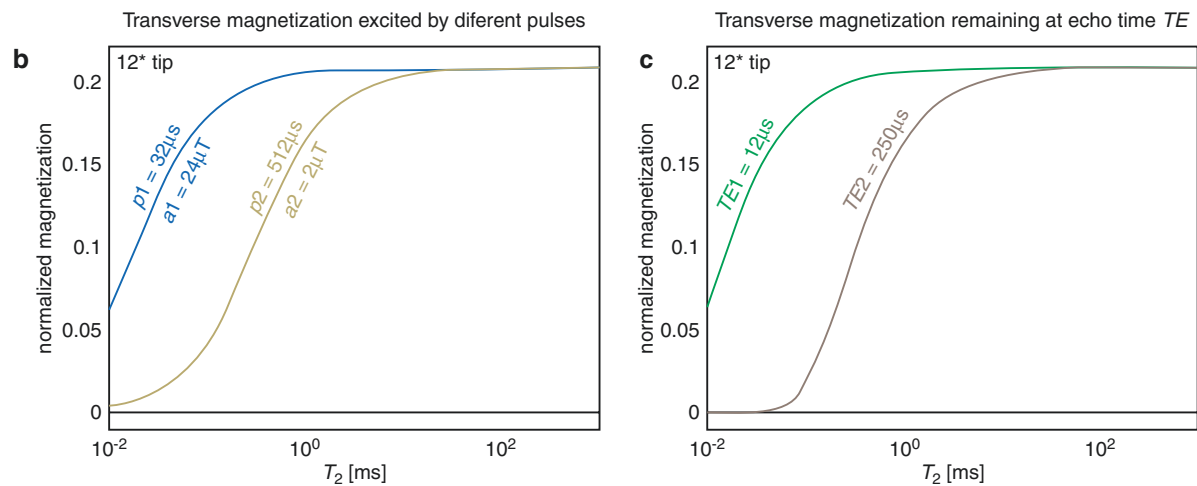 Transverse magnetization excited by diferent pulses
b
12* tip
0.2
0.15
0.1
0.05
0
normalized magnetization
p1 = 32µs
a1 = 24µT
p2 = 512µs
a2 = 2µT
10-2
100
102
T2 [ms]
Transverse magnetization remaining at echo time TE
c
12* tip
0.2
0.15
0.1
0.05
0
normalized magnetization
TE1 = 12µs
TE2 = 250µs
10-2
100
102
T2 [ms]